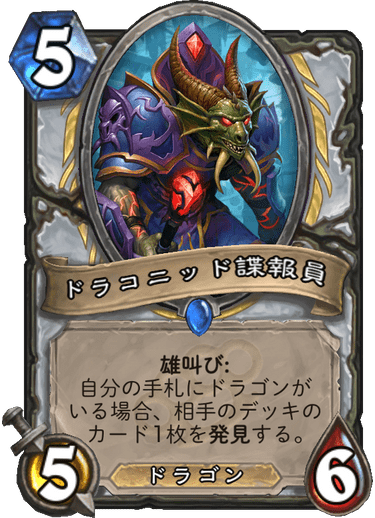 5
ドラコニッド諜報員
雄叫び:
自分の手札にドラゴンが
いる場合、相手のデッキの
カード1枚を発見する。
5
ドラゴン
6